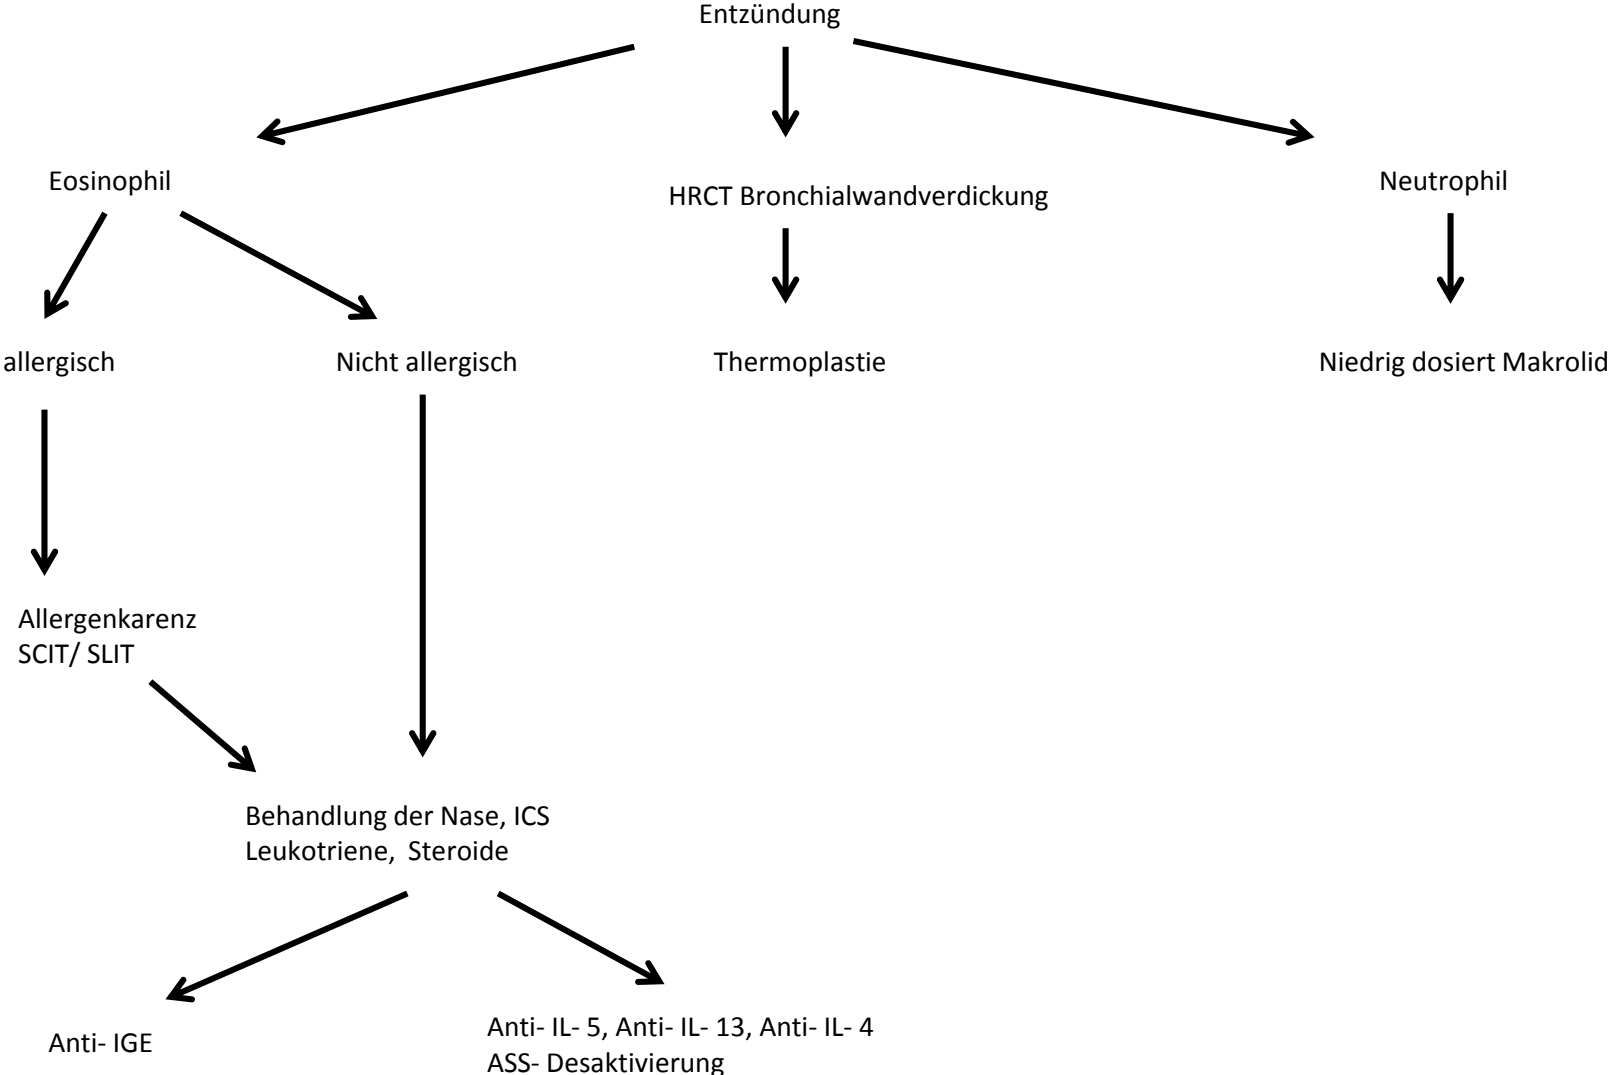 Entzündung
Eosinophil
HRCT Bronchialwandverdickung
Neutrophil
allergisch
Nicht allergisch
Thermoplastie
Niedrig dosiert Makrolid
Allergenkarenz
SCIT/ SLIT
Behandlung der Nase, ICS
Leukotriene, Steroide
Anti- IGE
Anti- IL- 5, Anti- IL- 13, Anti- IL- 4
ASS- Desaktivierung